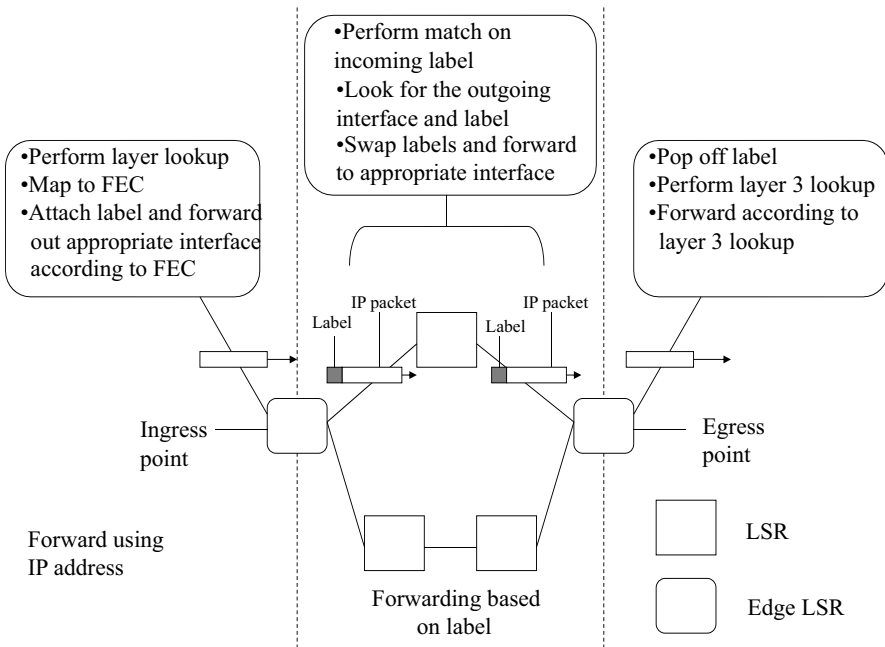 •Perform match on
incoming label
•Look for the outgoing
interface and label
•Swap labels and forward
to appropriate interface
•Perform layer lookup
•Map to FEC
•Attach label and forward
out appropriate interface
according to FEC
•Pop off label
•Perform layer 3 lookup
•Forward according to
layer 3 lookup
IP packet
Label
IP packet
Label
Ingress
point
Egress
point
Forward using
IP address
Forwarding based
on label
LSR
Edge LSR